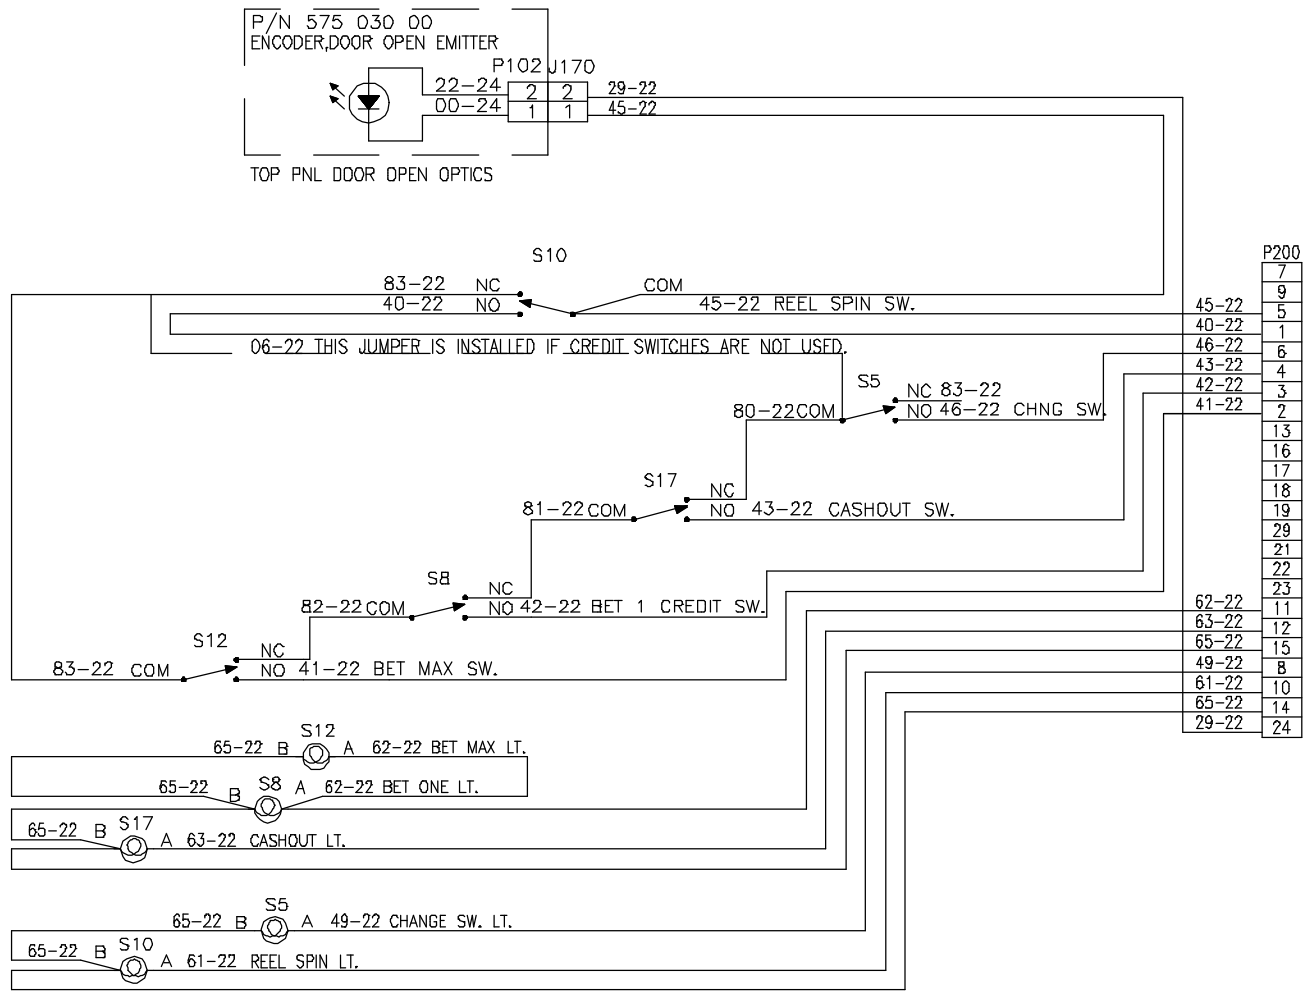 P/N 575 030 00
ENCODER,DOOR OPEN EMITTER
P102 J170
22-24 2 2 29-22
00-24 1 1 45-22
TOP PNL DOOR OPEN OPTICS
S10
83-22 NC COM
40-22 NO 45-22 REEL SPIN SW.
06-22 THIS JUMPER IS INSTALLED IF CREDIT SWITCHES ARE NOT USED.
S5
NC 83-22
80-22 COM NO 46-22 CHNG SW.
S17
NC
81-22 COM NO 43-22 CASHOUT SW.
S8
NC
82-22 COM NO 42-22 BET 1 CREDIT SW.
S12
NC
83-22 COM NO 41-22 BET MAX SW.
P200
7
9
45-22 5
40-22 1
46-22 6
43-22 4
42-22 3
41-22 2
13
16
17
18
19
29
21
22
23
62-22 11
63-22 12
65-22 15
49-22 8
61-22 10
65-22 14
29-22 24
S12
65-22 B A 62-22 BET MAX LT.
S8
65-22 B A 62-22 BET ONE LT.
S17
65-22 B A 63-22 CASHOUT LT.
S5
65-22 B A 49-22 CHANGE SW. LT.
S10
65-22 B A 61-22 REEL SPIN LT.